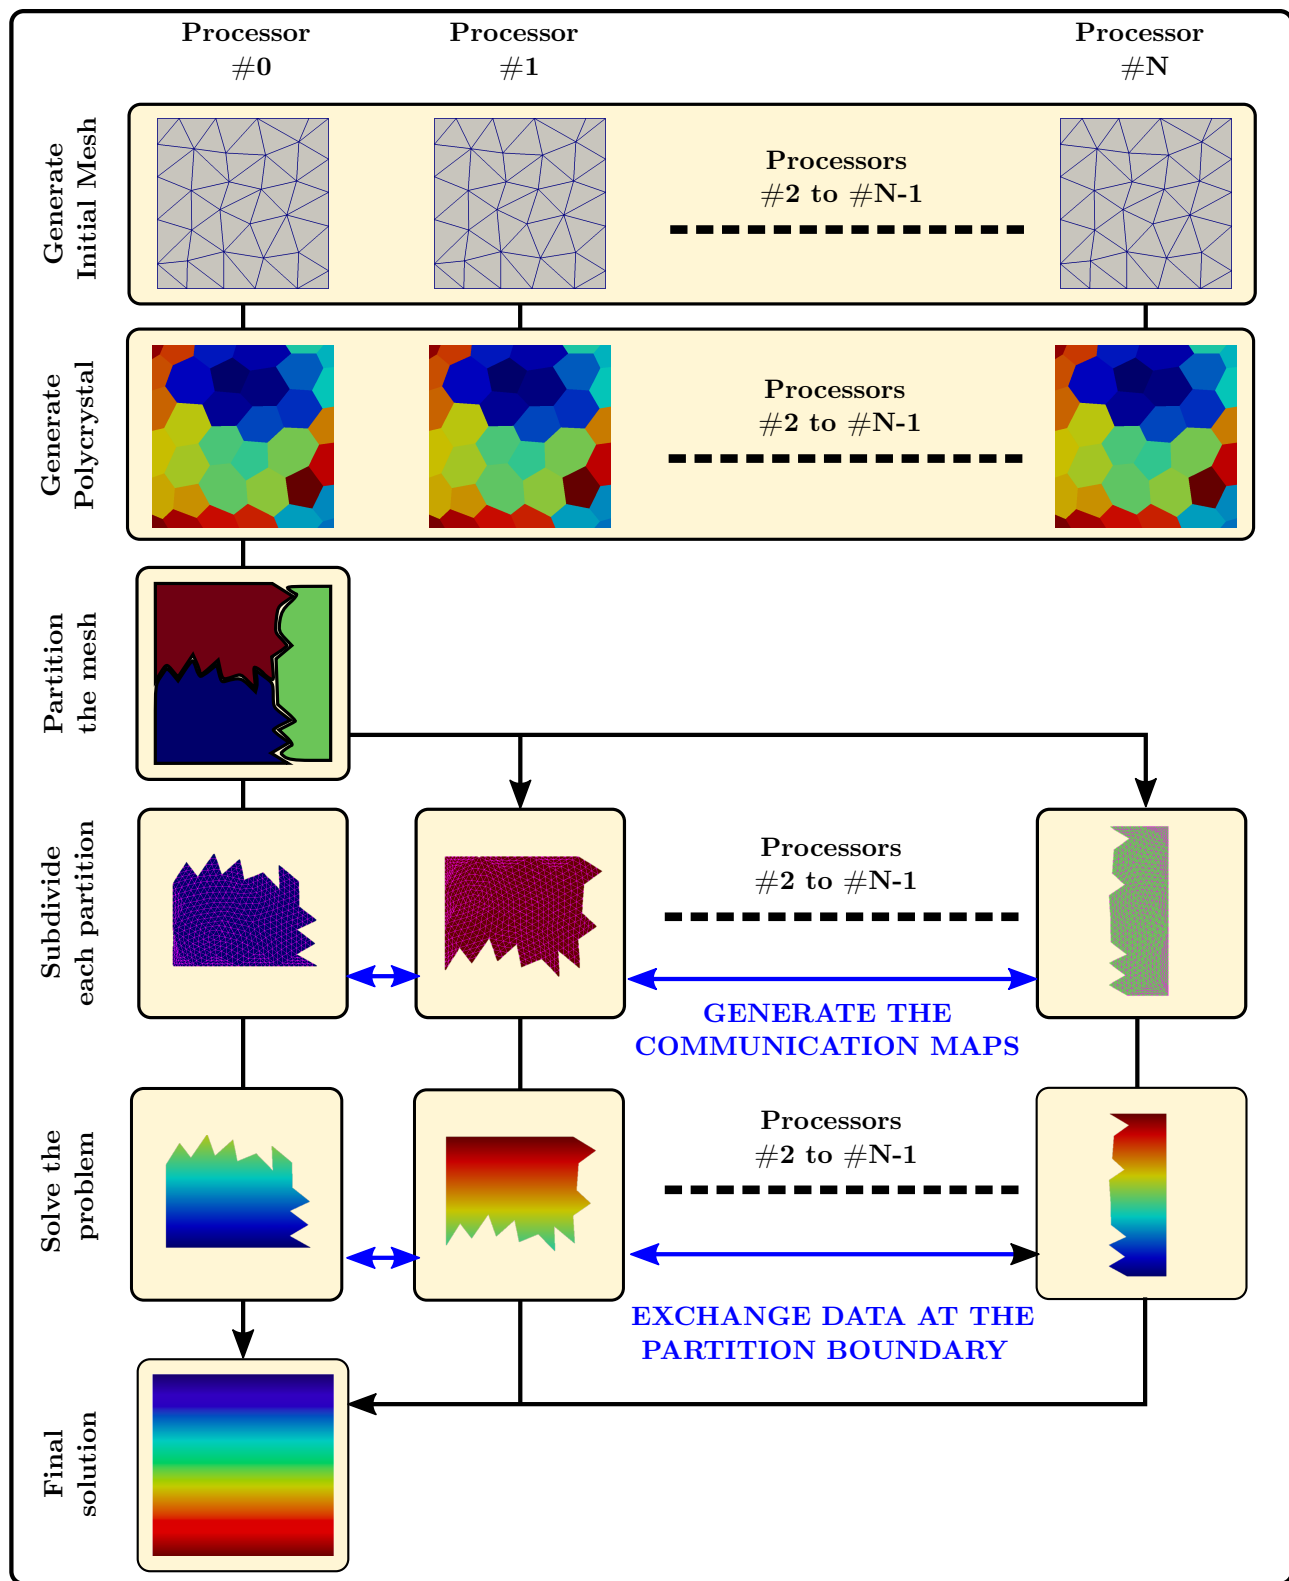 Processor
#0
Processor
#1
Processor
#N
Generate
Initial Mesh
Processors
#2 to #N-1
Generate
Polycrystal
Processors
#2 to #N-1
Partition
the mesh
Subdivide
each partition
Processors
#2 to #N-1
GENERATE THE
COMMUNICATION MAPS
Solve the
problem
Processors
#2 to #N-1
EXCHANGE DATA AT THE
PARTITION BOUNDARY
Final
solution